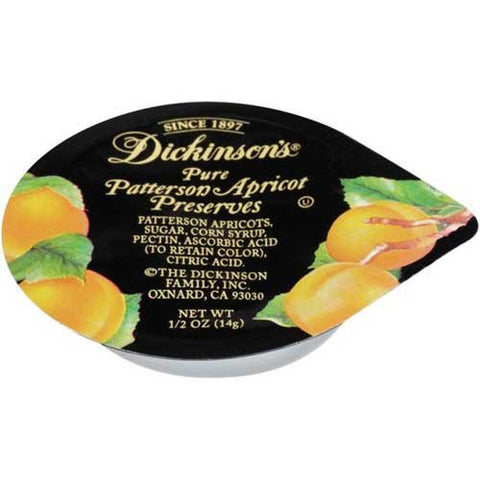 SINCE 1897
Dickinson's®
Pure
Patterson Apricot
Preserves
U
PATTERSON APRICOTS,
SUGAR, CORN SYRUP,
PECTIN, ASCORBIC ACID
(TO RETAIN COLOR),
CITRIC ACID.
©THE DICKINSON
FAMILY, INC.
OXNARD, CA 93030
NET WT
1/2 OZ (14g)